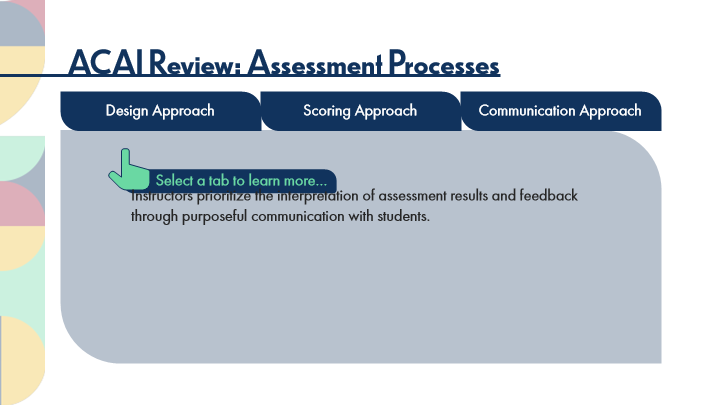 ACAI Review: Assessment Processes
Design Approach
Scoring Approach
Communication Approach
Select a tab to learn more...
Instructors prioritize the interpretation of assessment results and feedback
through purposeful communication with students.